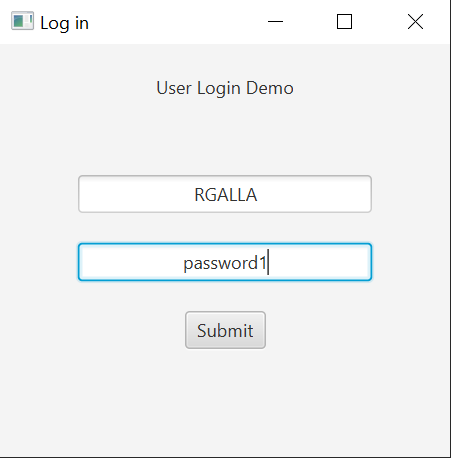 Log in
User Login Demo
RGALLA
password1
Submit